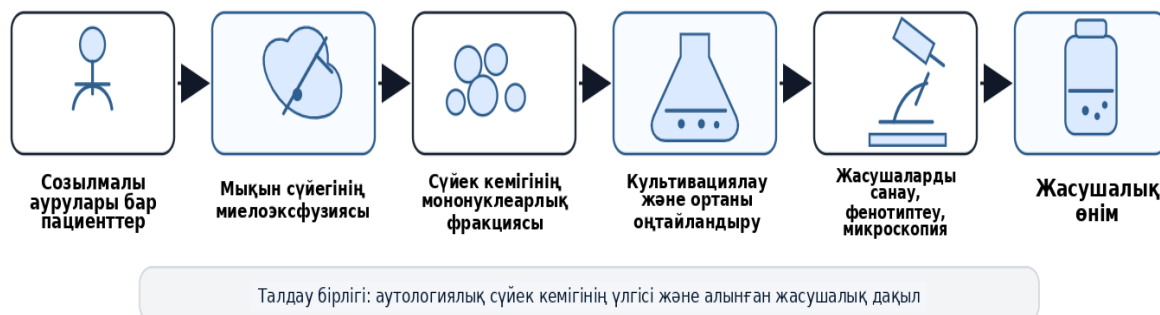 Созылмалы
аурулары бар
пациенттер
Мықын сүйегінің
миелоэксфузиясы
Сүйек кемігінің
мононуклеарлық
фракциясы
Культивациялау
және ортаны
оңтайландыру
Жасушаларды
санау,
фенотиптеу,
микроскопия
Жасушалық
өнім
Талдау бірлігі: аутологиялық сүйек кемігінің үлгісі және алынған жасушалық дақыл